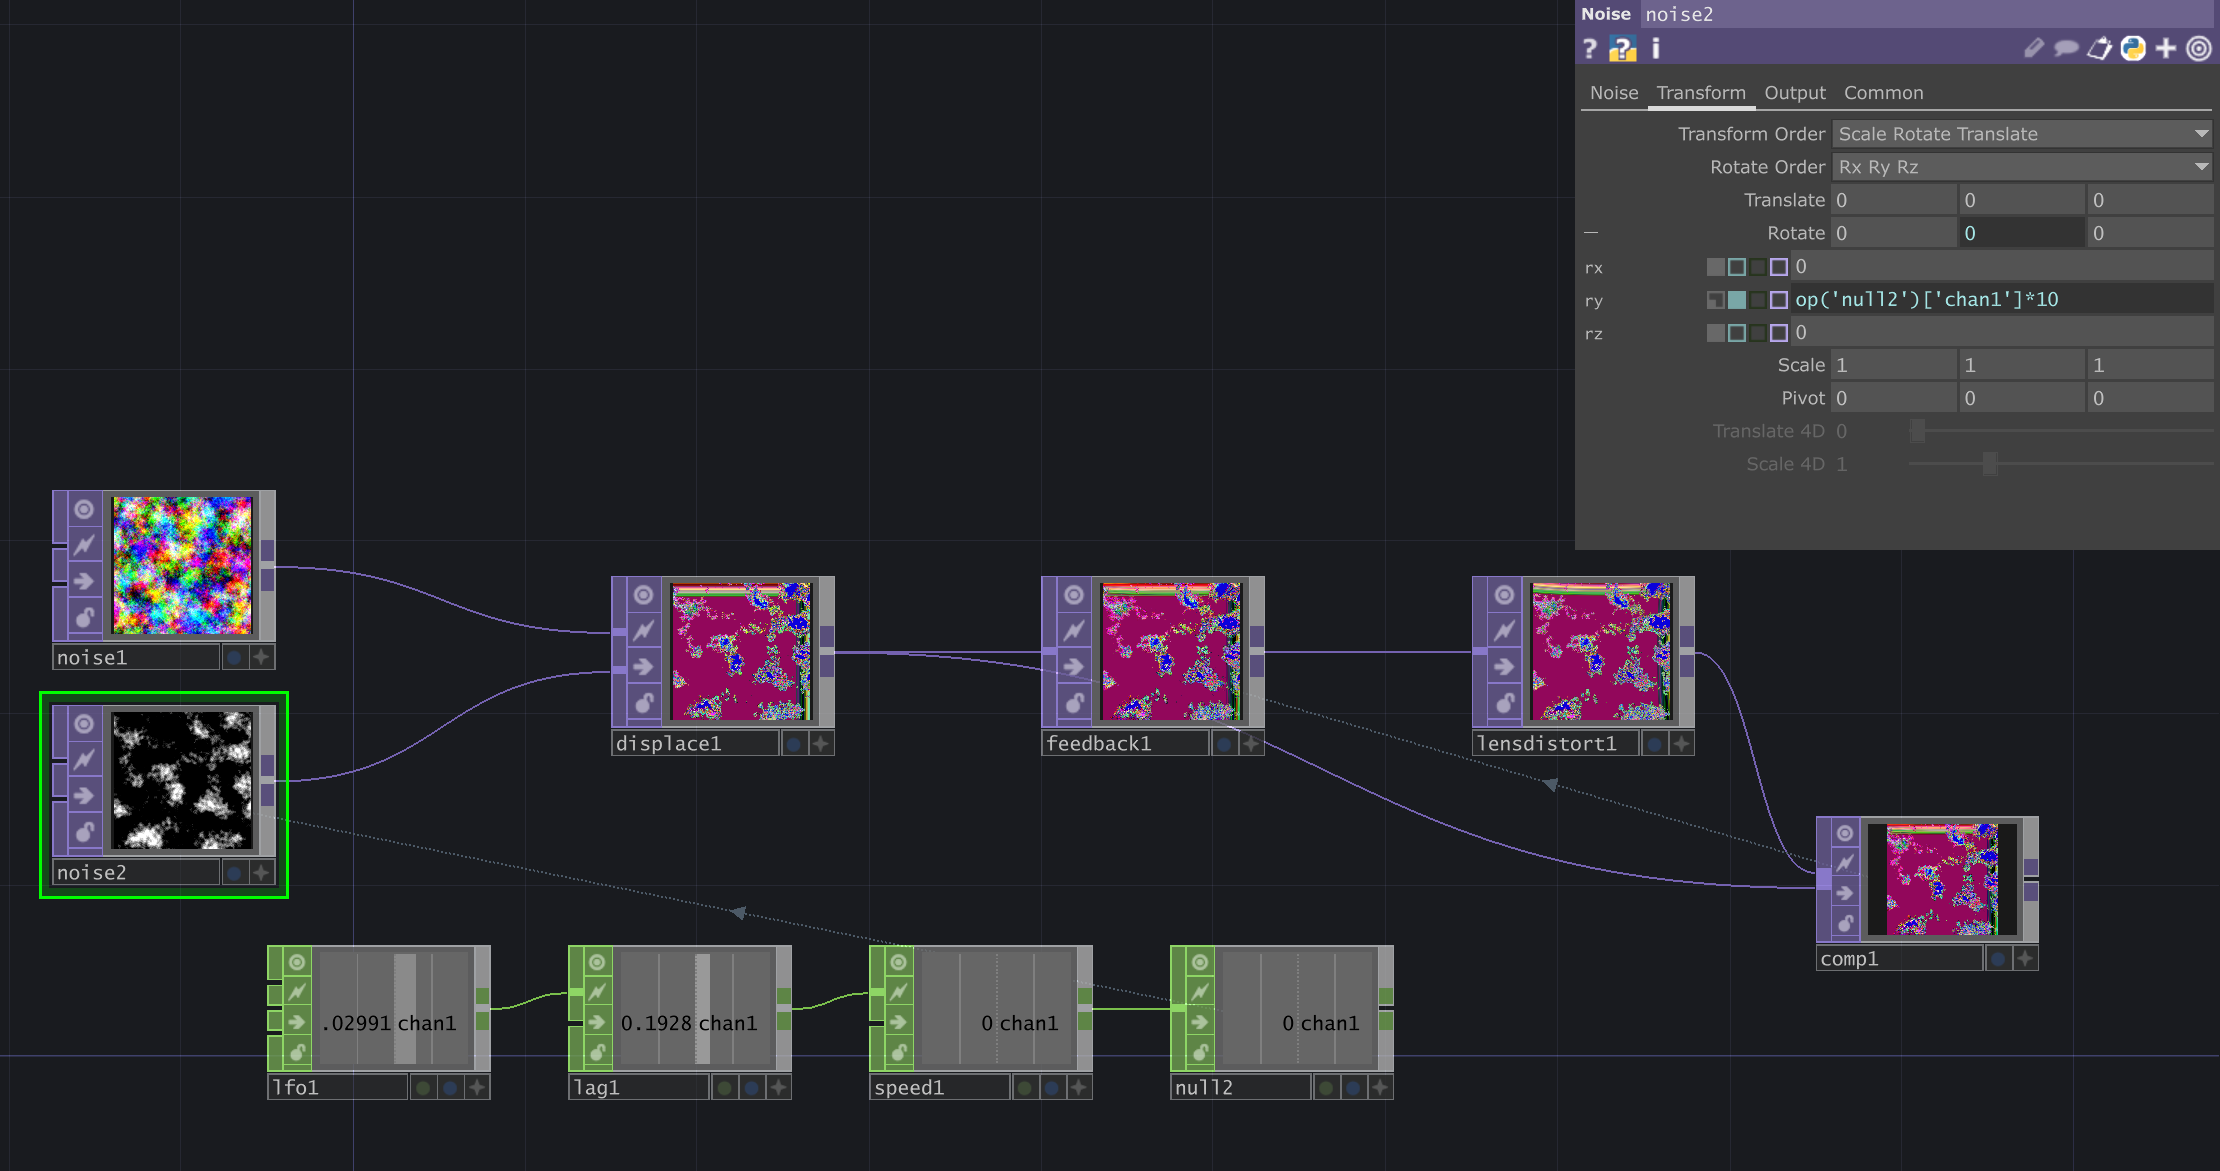 Noise noise2
? ? i
Noise Transform Output Common
Transform Order Scale Rotate Translate
Rotate Order Rx Ry Rz
Translate 0 0 0
Rotate 0 0 0
rx 0
ry op('null2')['chan1']*10
rz 0
Scale 1 1 1
Pivot 0 0 0
Translate 4D 0
Scale 4D 1
noise1
displace1
feedback1
lensdistort1
noise2
comp1
.02991 chan1
0.1928 chan1
0 chan1
0 chan1
lfo1
lag1
speed1
null2